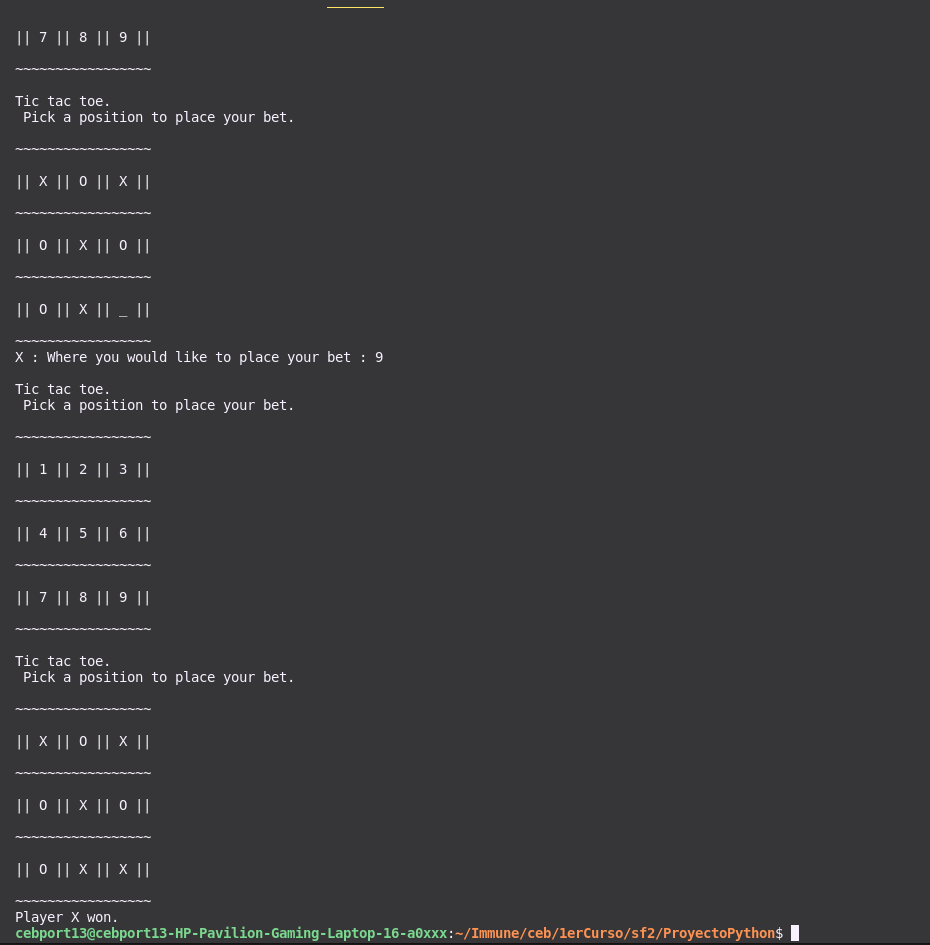 || 7 || 8 || 9 ||
~~~~~~~~~~~~~~~~~
Tic tac toe.
 Pick a position to place your bet.
~~~~~~~~~~~~~~~~~
|| X || O || X ||
~~~~~~~~~~~~~~~~~
|| O || X || O ||
~~~~~~~~~~~~~~~~~
|| O || X || _ ||
~~~~~~~~~~~~~~~~~
X : Where you would like to place your bet : 9
Tic tac toe.
 Pick a position to place your bet.
~~~~~~~~~~~~~~~~~
|| 1 || 2 || 3 ||
~~~~~~~~~~~~~~~~~
|| 4 || 5 || 6 ||
~~~~~~~~~~~~~~~~~
|| 7 || 8 || 9 ||
~~~~~~~~~~~~~~~~~
Tic tac toe.
 Pick a position to place your bet.
~~~~~~~~~~~~~~~~~
|| X || O || X ||
~~~~~~~~~~~~~~~~~
|| O || X || O ||
~~~~~~~~~~~~~~~~~
|| O || X || X ||
~~~~~~~~~~~~~~~~~
Player X won.
cebport13@cebport13-HP-Pavilion-Gaming-Laptop-16-a0xxx:~/Immune/ceb/1erCurso/sf2/ProyectoPython$